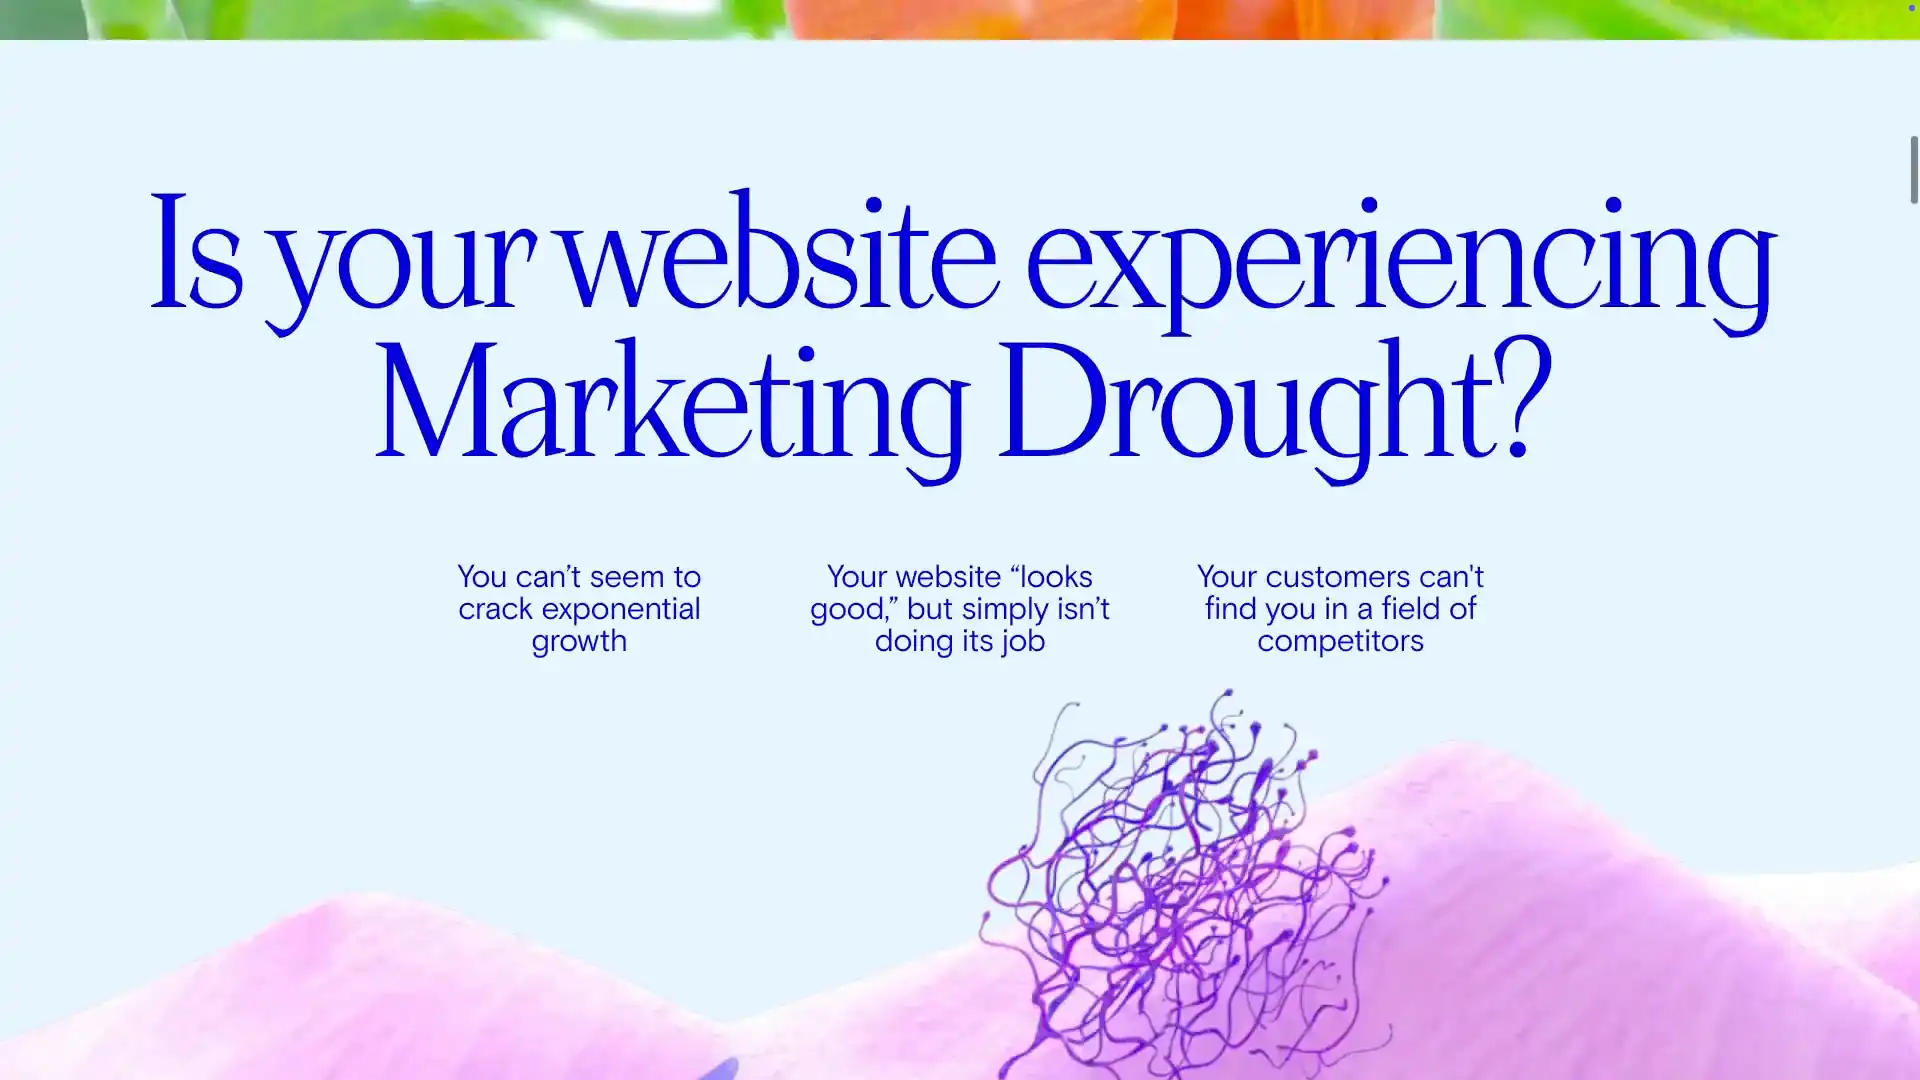 Is your website experiencing
Marketing Drought?
You can’t seem to
crack exponential
growth
Your website “looks
good,” but simply isn’t
doing its job
Your customers can't
find you in a field of
competitors